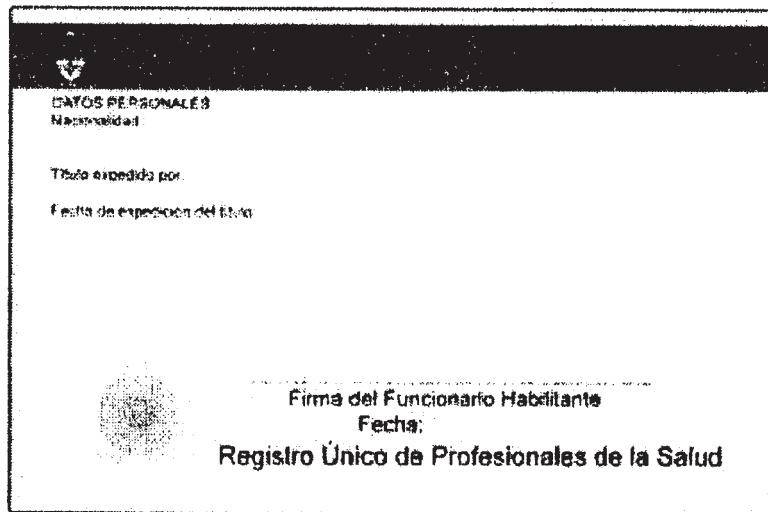 DATOS PERSONALES
Nacionalidad:
Título expedido por:
Fecha de expedición del título:
Firma del Funcionario Habilitante
Fecha:
Registro Único de Profesionales de la Salud